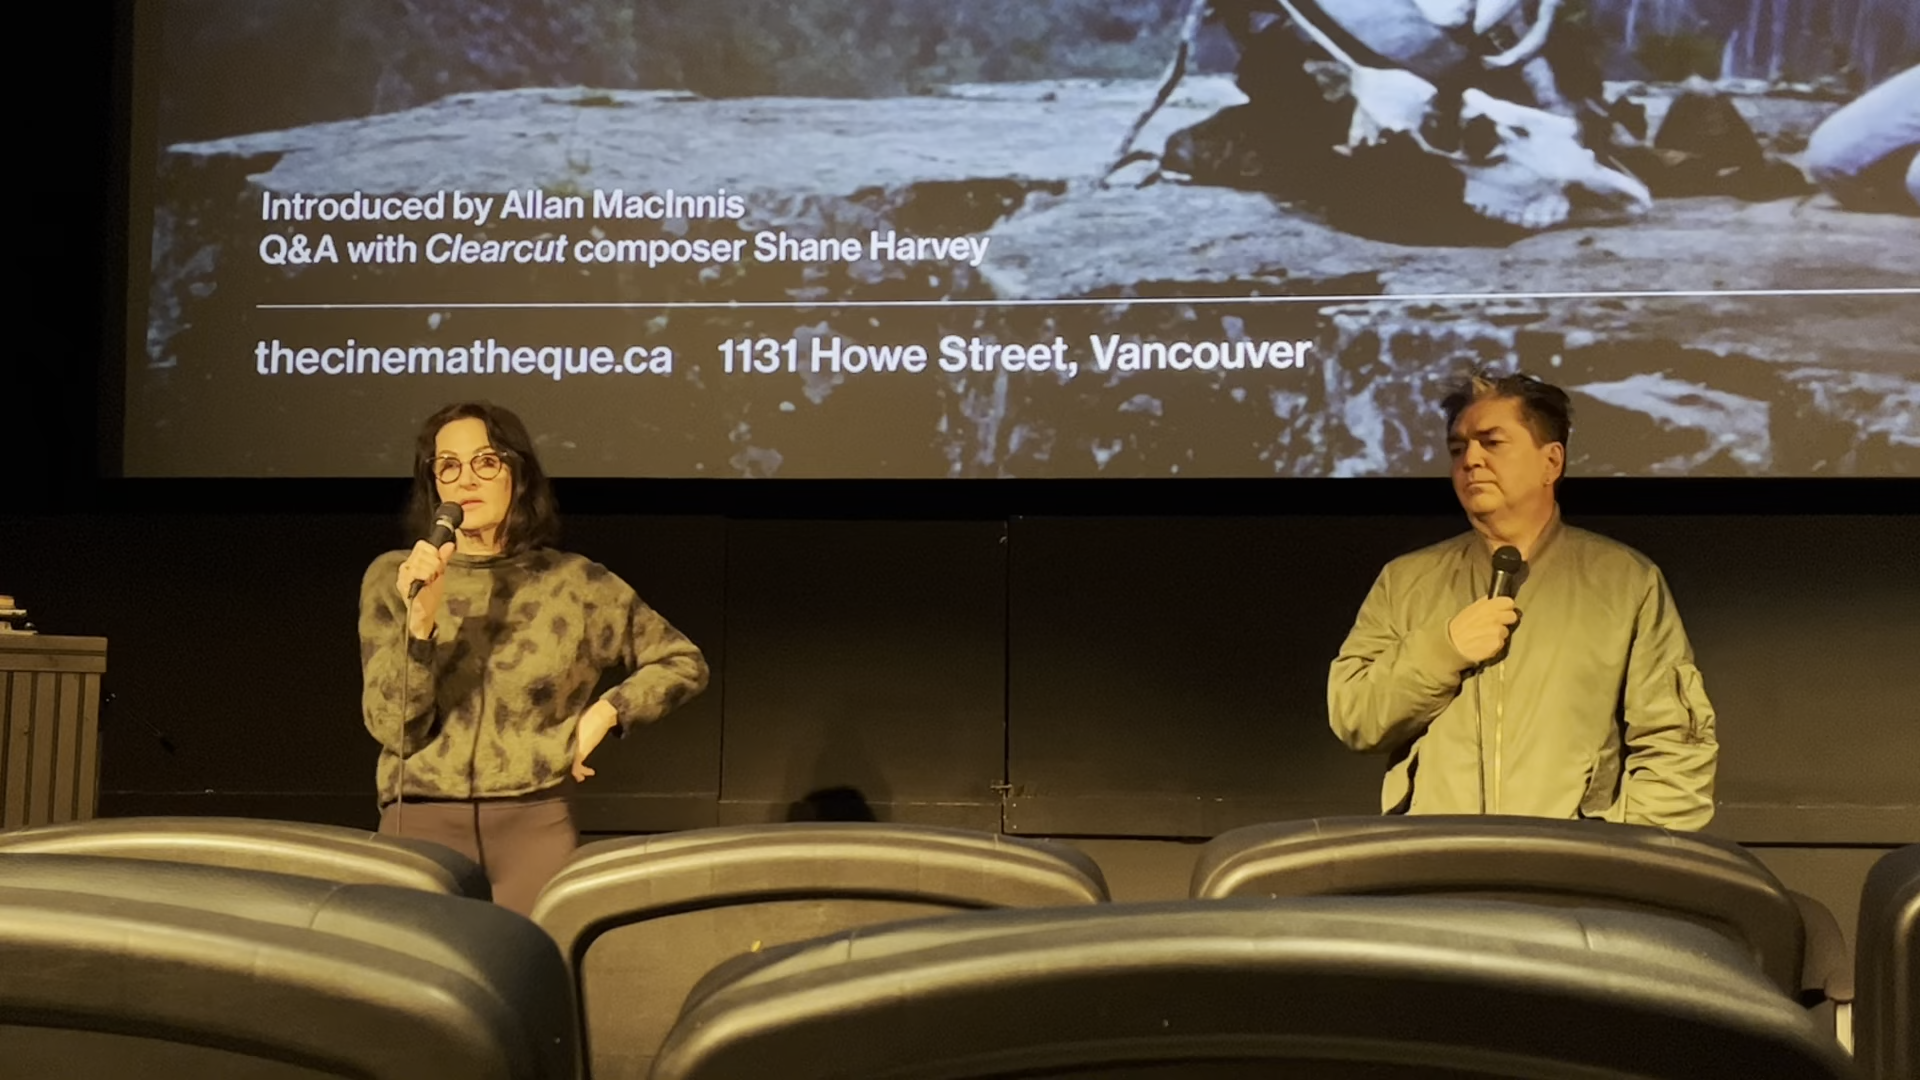 Introduced by Allan MacInnis
Q&A with Clearcut composer Shane Harvey
thecinematheque.ca 1131 Howe Street, Vancouver